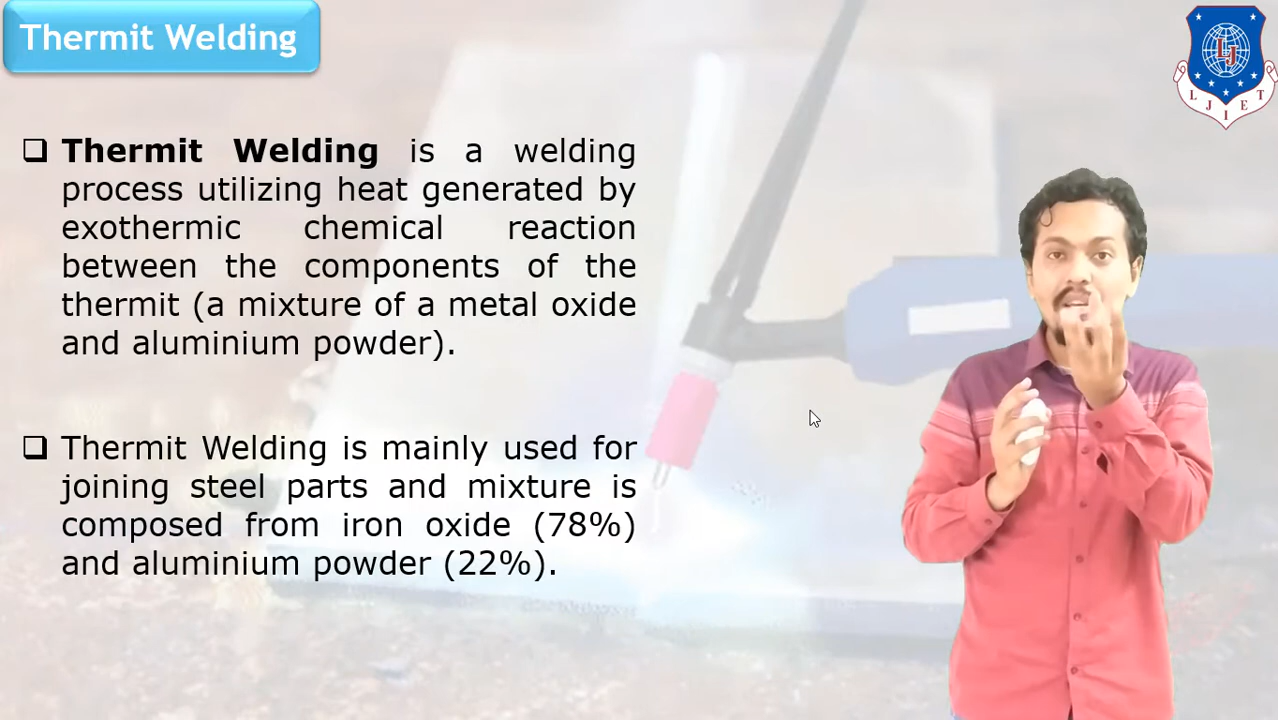 Thermit Welding
LJ
L J I E T
❑ Thermit Welding is a welding
process utilizing heat generated by
exothermic chemical reaction
between the components of the
thermit (a mixture of a metal oxide
and aluminium powder).
❑ Thermit Welding is mainly used for
joining steel parts and mixture is
composed from iron oxide (78%)
and aluminium powder (22%).